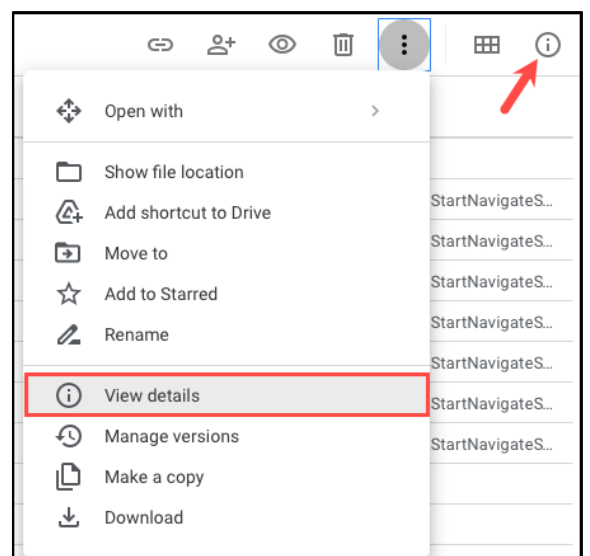 Open with
Show file location
Add shortcut to Drive
StartNavigateS...
Move to
StartNavigateS...
Add to Starred
StartNavigateS...
Rename
StartNavigateS...
StartNavigateS...
View details
StartNavigateS...
Manage versions
StartNavigateS...
Make a copy
Download